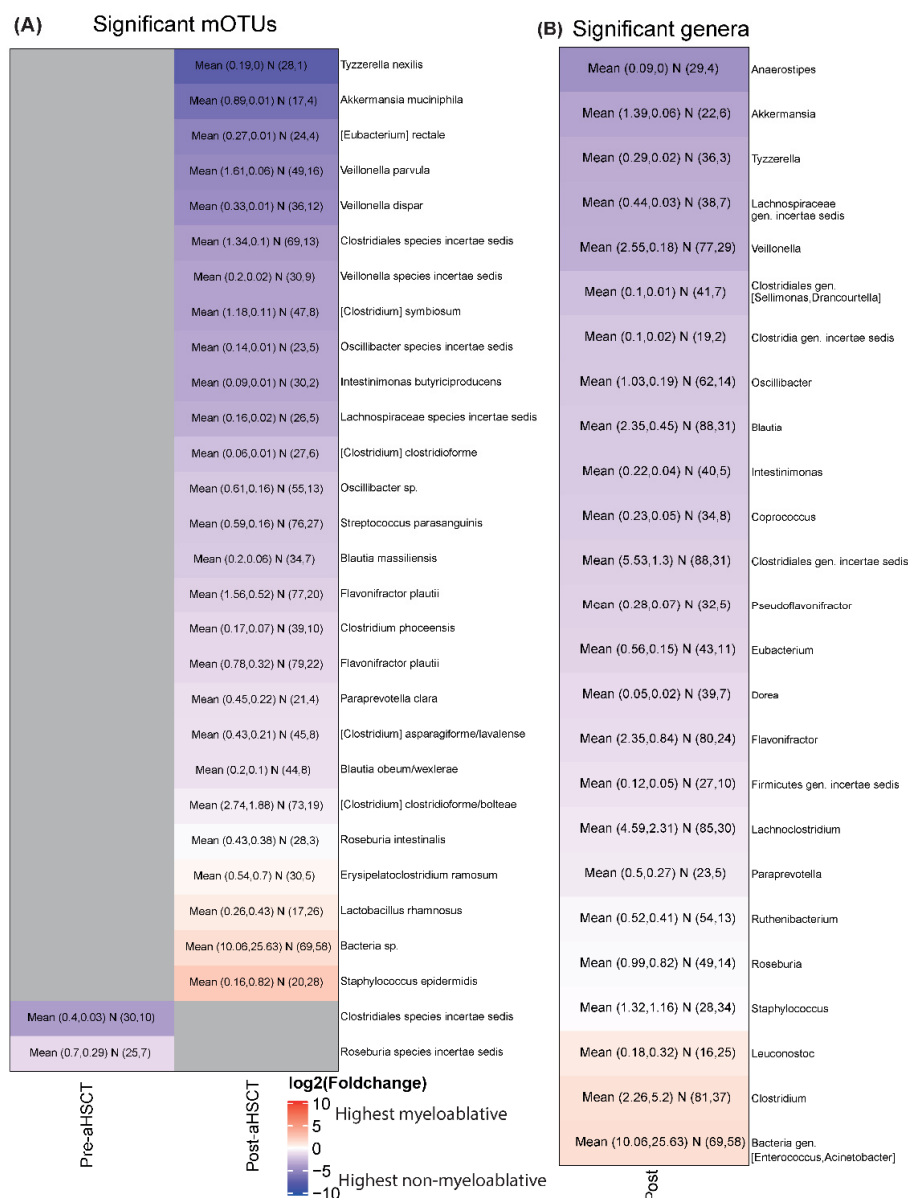 (A) Significant mOTUs
Mean (0.19,0) N (28,1) Tyzzerella nexilis
Mean (0.89,0.01) N (17,4) Akkermansia muciniphila
Mean (0.27,0.01) N (24,4) [Eubacterium] rectale
Mean (1.61,0.06) N (49,16) Veillonella parvula
Mean (0.33,0.01) N (36,12) Veillonella dispar
Mean (1.34,0.1) N (69,13) Clostridiales species incertae sedis
Mean (0.2,0.02) N (30,9) Veillonella species incertae sedis
Mean (1.18,0.11) N (47,8) [Clostridium] symbiosum
Mean (0.14,0.01) N (23,5) Oscillibacter species incertae sedis
Mean (0.09,0.01) N (30,2) Intestinimonas butyriciproducens
Mean (0.16,0.02) N (26,5) Lachnospiraceae species incertae sedis
Mean (0.06,0.01) N (27,6) [Clostridium] clostridioforme
Mean (0.61,0.16) N (55,13) Oscillibacter sp.
Mean (0.59,0.16) N (76,27) Streptococcus parasanguinis
Mean (0.2,0.06) N (34,7) Blautia massiliensis
Mean (1.56,0.52) N (77,20) Flavonifractor plautii
Mean (0.17,0.07) N (39,10) Clostridium phoceensis
Mean (0.78,0.32) N (79,22) Flavonifractor plautii
Mean (0.45,0.22) N (21,4) Paraprevotella clara
Mean (0.43,0.21) N (45,8) [Clostridium] asparagiforme/lavalense
Mean (0.2,0.1) N (44,8) Blautia obeum/wexlerae
Mean (2.74,1.88) N (73,19) [Clostridium] clostridioforme/bolteae
Mean (0.43,0.38) N (28,3) Roseburia intestinalis
Mean (0.54,0.7) N (30,5) Erysipelatoclostridium ramosum
Mean (0.26,0.43) N (17,26) Lactobacillus rhamnosus
Mean (10.06,25.63) N (69,58) Bacteria sp.
Mean (0.16,0.82) N (20,28) Staphylococcus epidermidis
Mean (0.4,0.03) N (30,10) Clostridiales species incertae sedis
Mean (0.7,0.29) N (25,7) Roseburia species incertae sedis
Pre-aHSCT
Post-aHSCT
log2(Foldchange)
10 Highest myeloablative
5
0
−5
−10 Highest non-myeloablative
(B) Significant genera
Mean (0.09,0) N (29,4) Anaerostipes
Mean (1.39,0.06) N (22,6) Akkermansia
Mean (0.29,0.02) N (36,3) Tyzzerella
Mean (0.44,0.03) N (38,7) Lachnospiraceae
gen. incertae sedis
Mean (2.55,0.18) N (77,29) Veillonella
Mean (0.1,0.01) N (41,7) Clostridiales gen.
[Sellimonas,Drancourtella]
Mean (0.1,0.02) N (19,2) Clostridia gen. incertae sedis
Mean (1.03,0.19) N (62,14) Oscillibacter
Mean (2.35,0.45) N (88,31) Blautia
Mean (0.22,0.04) N (40,5) Intestinimonas
Mean (0.23,0.05) N (34,8) Coprococcus
Mean (5.53,1.3) N (88,31) Clostridiales gen. incertae sedis
Mean (0.28,0.07) N (32,5) Pseudoflavonifractor
Mean (0.56,0.15) N (43,11) Eubacterium
Mean (0.05,0.02) N (39,7) Dorea
Mean (2.35,0.84) N (80,24) Flavonifractor
Mean (0.12,0.05) N (27,10) Firmicutes gen. incertae sedis
Mean (4.59,2.31) N (85,30) Lachnoclostridium
Mean (0.5,0.27) N (23,5) Paraprevotella
Mean (0.52,0.41) N (54,13) Ruthenibacterium
Mean (0.99,0.82) N (49,14) Roseburia
Mean (1.32,1.16) N (28,34) Staphylococcus
Mean (0.18,0.32) N (16,25) Leuconostoc
Mean (2.26,5.2) N (81,37) Clostridium
Mean (10.06,25.63) N (69,58) Bacteria gen.
[Enterococcus,Acinetobacter]
Post